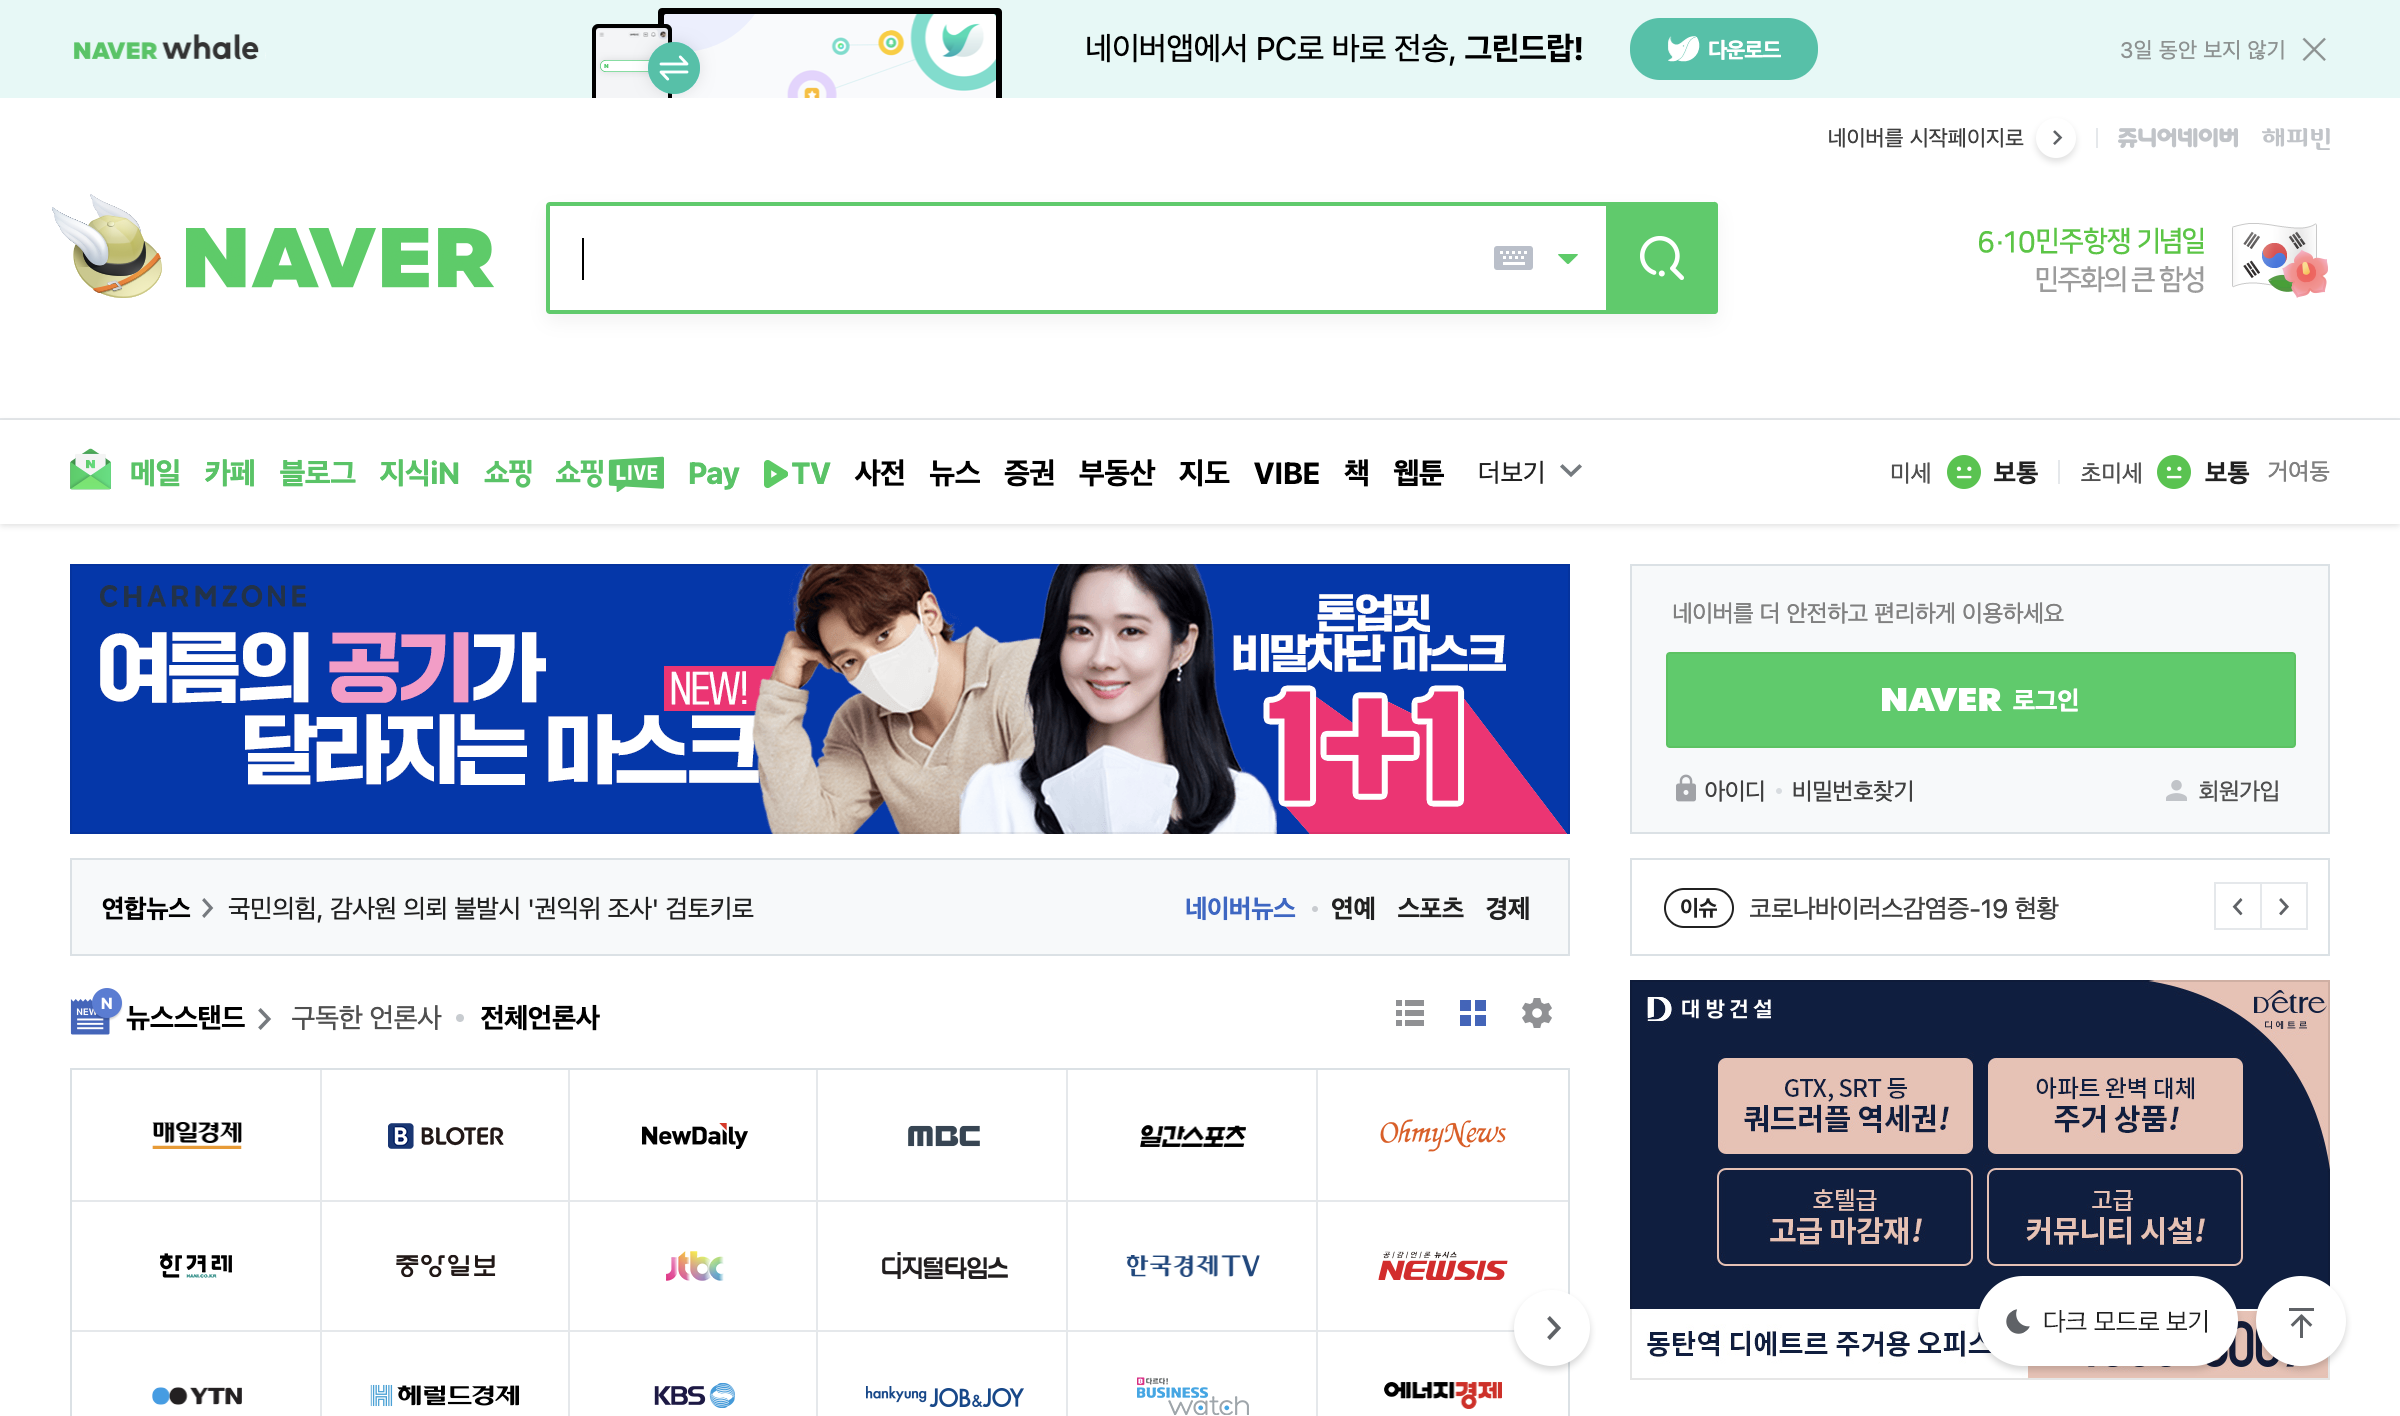 NAVER whale
네이버앱에서 PC로 바로 전송, 그린드랍!
다운로드
3일 동안 보지 않기
네이버를 시작페이지로
쥬니어네이버 해피빈
NAVER
6·10민주항쟁 기념일
민주화의 큰 함성
N
메일 카페 블로그 지식iN 쇼핑 쇼핑LIVE Pay TV 사전 뉴스 증권 부동산 지도 VIBE 책 웹툰 더보기
미세 보통 초미세 보통 거여동
CHARMZONE
여름의 공기가
달라지는 마스크
NEW!
톤업핏
비말차단 마스크
1+1
네이버를 더 안전하고 편리하게 이용하세요
NAVER 로그인
아이디 · 비밀번호찾기
회원가입
연합뉴스 > 국민의힘, 감사원 의뢰 불발시 '권익위 조사' 검토키로
네이버뉴스 · 연예 스포츠 경제
이슈 코로나바이러스감염증-19 현황
NEW N 뉴스스탠드 > 구독한 언론사 · 전체언론사
매일경제
B BLOTER
NewDaily
MBC
일간스포츠
OhmyNews
한겨레
HANI.CO.KR
중앙일보
jtbc
디지털타임스
한국경제TV
공|감|언|론 뉴시스
NEWSIS
YTN
헤럴드경제
KBS
hankyung JOB&JOY
다르다!
BUSINESS
watch
에너지경제
D 대방건설
D'être
디에트르
GTX, SRT 등
쿼드러플 역세권!
아파트 완벽 대체
주거 상품!
호텔급
고급 마감재!
고급
커뮤니티 시설!
동탄역 디에트르 주거용 오피스
다크 모드로 보기